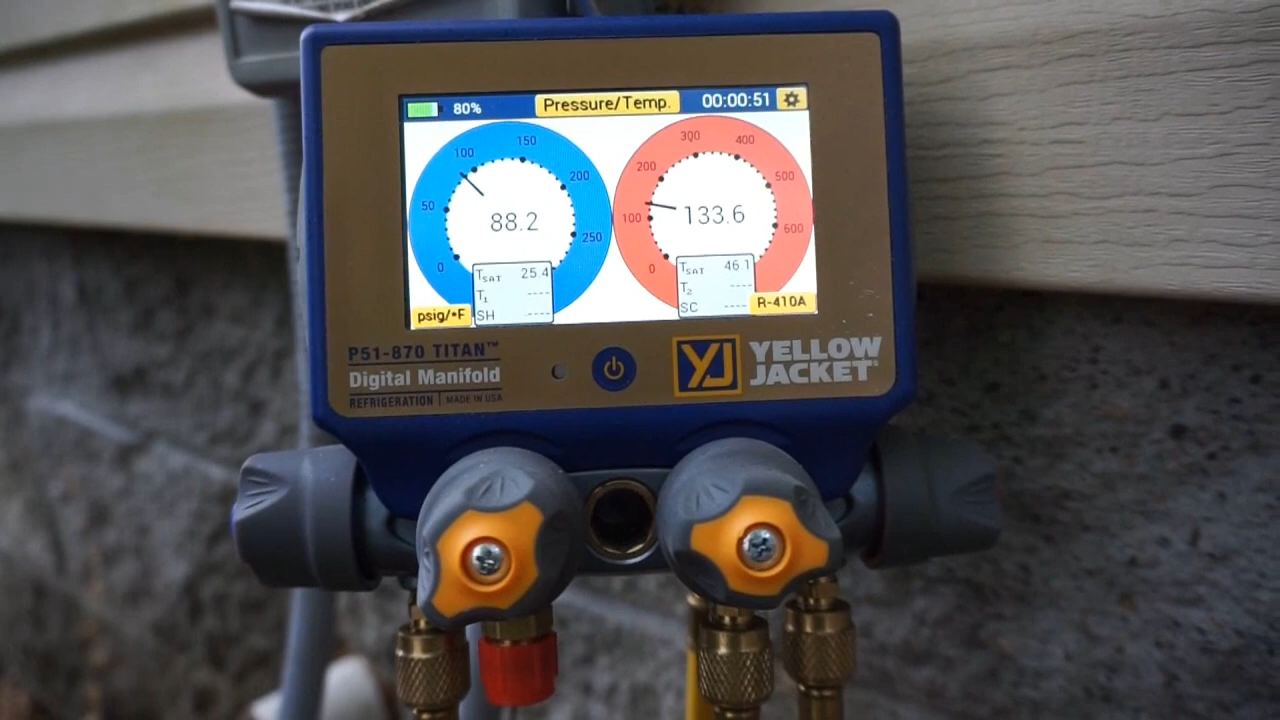 80% Pressure/Temp. 00:00:51
0 50 100 150 200 250
88.2
0 100 200 300 400 500 600
133.6
TSAT 25.4
T1 ----
SH ----
TSAT 46.1
T2 ----
SC ----
psig/°F
R-410A
P51-870 TITAN™
Digital Manifold
REFRIGERATION | MADE IN USA
YJ YELLOW
JACKET®